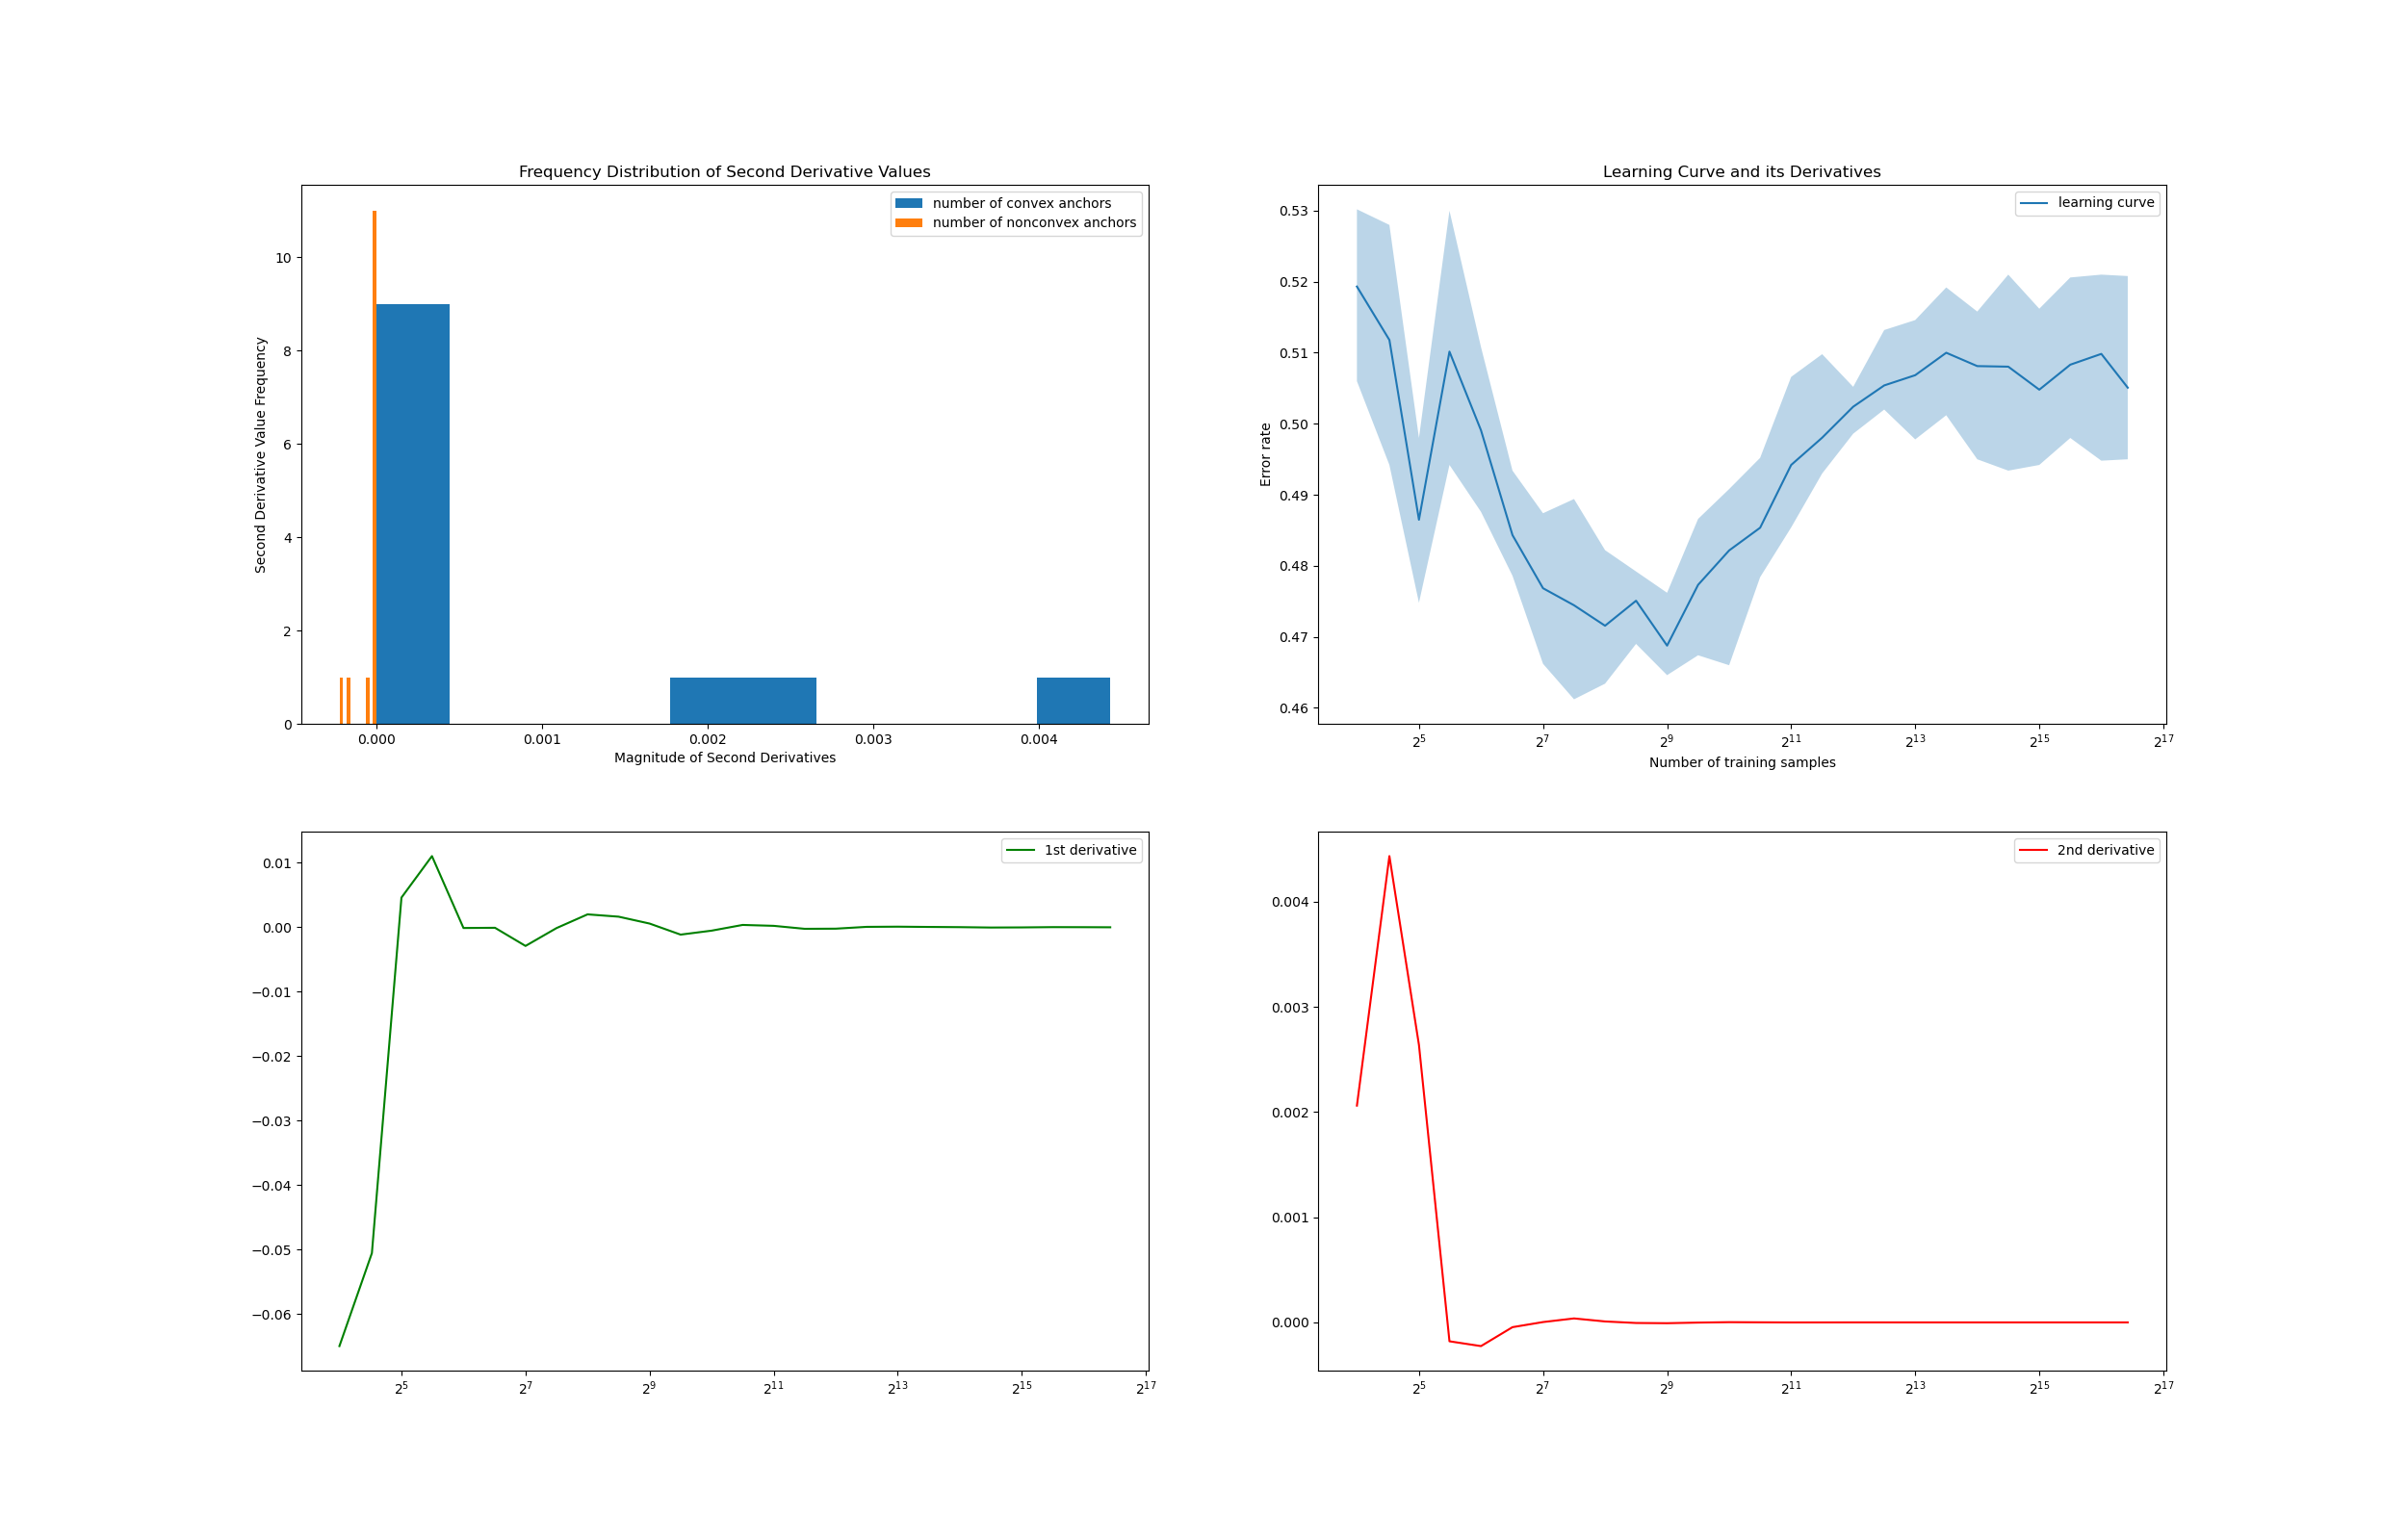 Frequency Distribution of Second Derivative Values
number of convex anchors
number of nonconvex anchors
Second Derivative Value Frequency
10
8
6
4
2
0
0.000 0.001 0.002 0.003 0.004
Magnitude of Second Derivatives
Learning Curve and its Derivatives
learning curve
Error rate
0.53
0.52
0.51
0.50
0.49
0.48
0.47
0.46
2^5 2^7 2^9 2^11 2^13 2^15 2^17
Number of training samples
1st derivative
0.01
0.00
−0.01
−0.02
−0.03
−0.04
−0.05
−0.06
2^5 2^7 2^9 2^11 2^13 2^15 2^17
2nd derivative
0.004
0.003
0.002
0.001
0.000
2^5 2^7 2^9 2^11 2^13 2^15 2^17